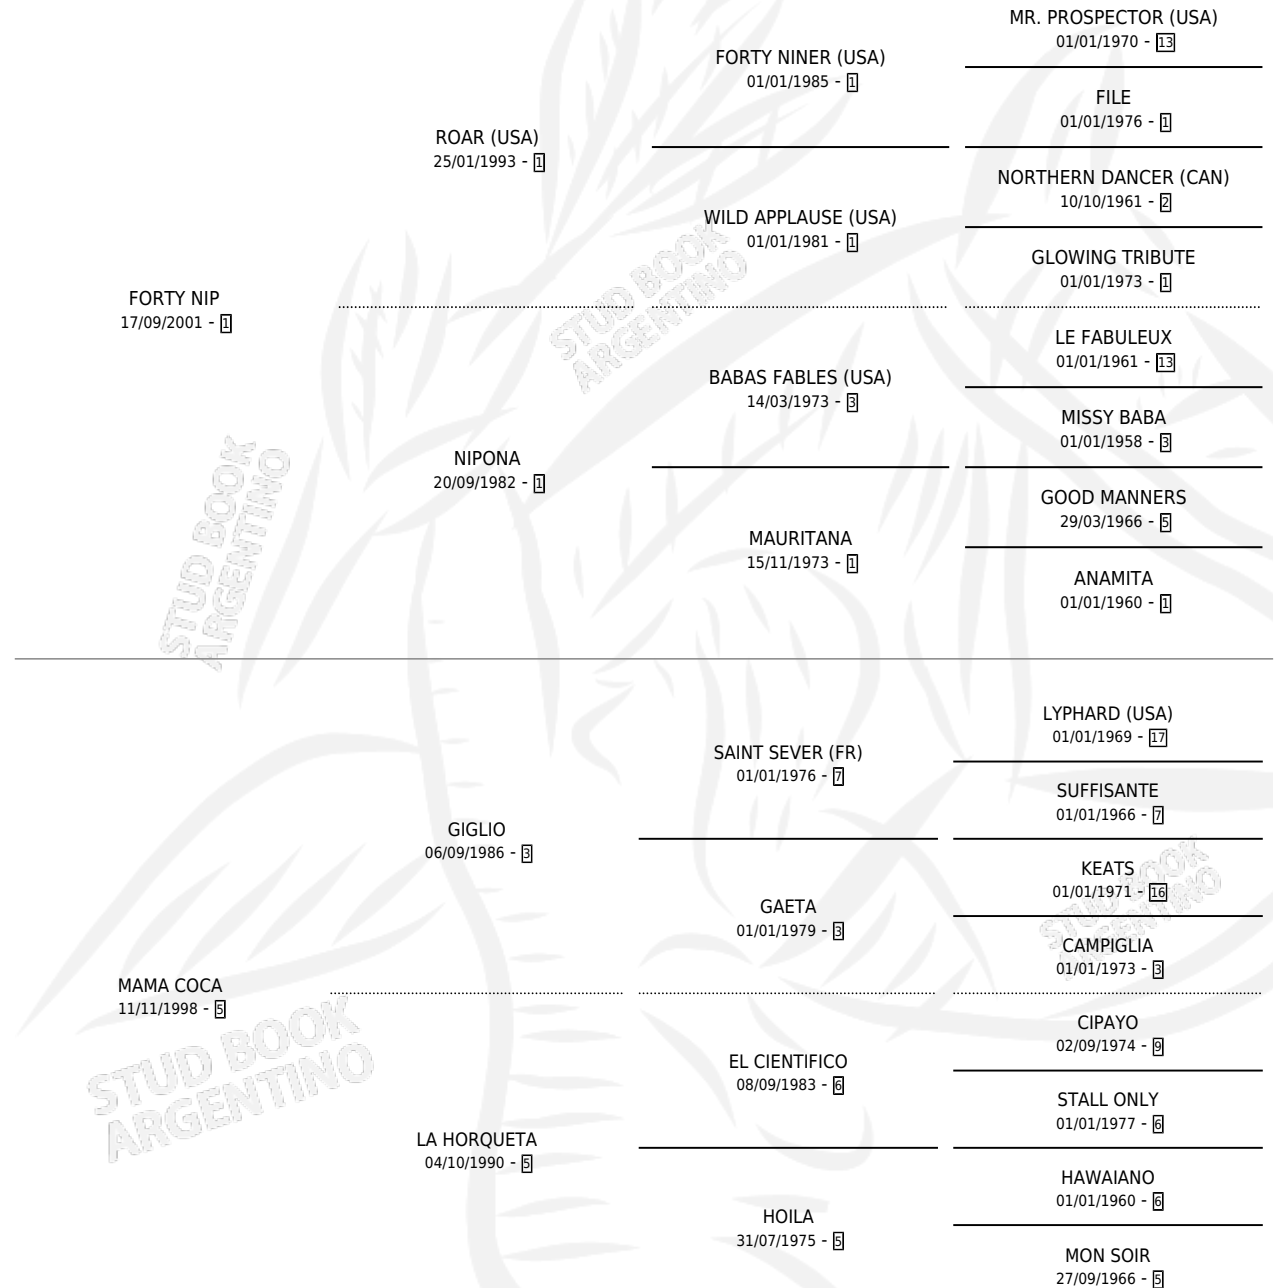 MR. PROSPECTOR (USA)
01/01/1970 - 13
FORTY NINER (USA)
01/01/1985 - 1
FILE
01/01/1976 - 1
ROAR (USA)
25/01/1993 - 1
NORTHERN DANCER (CAN)
10/10/1961 - 2
WILD APPLAUSE (USA)
01/01/1981 - 1
GLOWING TRIBUTE
01/01/1973 - 1
STUD BOOK
ARGENTINO
FORTY NIP
17/09/2001 - 1
LE FABULEUX
01/01/1961 - 13
BABAS FABLES (USA)
14/03/1973 - 3
MISSY BABA
01/01/1958 - 3
NIPONA
20/09/1982 - 1
GOOD MANNERS
29/03/1966 - 5
MAURITANA
15/11/1973 - 1
ANAMITA
01/01/1960 - 1
STUD BOOK
ARGENTINO
LYPHARD (USA)
01/01/1969 - 17
SAINT SEVER (FR)
01/01/1976 - 7
SUFFISANTE
01/01/1966 - 7
GIGLIO
06/09/1986 - 3
KEATS
01/01/1971 - 16
GAETA
01/01/1979 - 3
STUD BOOK
ARGENTINO
CAMPIGLIA
01/01/1973 - 3
MAMA COCA
11/11/1998 - 5
CIPAYO
02/09/1974 - 9
EL CIENTIFICO
08/09/1983 - 6
STALL ONLY
01/01/1977 - 6
STUD BOOK
ARGENTINO
LA HORQUETA
04/10/1990 - 5
HAWAIANO
01/01/1960 - 6
HOILA
31/07/1975 - 5
MON SOIR
27/09/1966 - 5